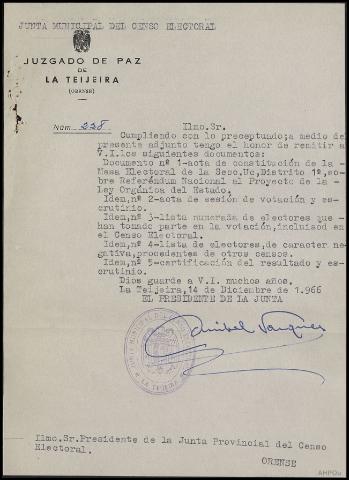 JUNTA MUNICIPAL DEL CENSO ELECTORAL
JUZGADO DE PAZ
DE
LA TEIJEIRA
(ORENSE)
Núm. 228
Ilmo.Sr.
Cumpliendo con lo preceptuado;a medio de
presente adjunto tengo el honor de remitir a
V.I.los siguientes documentos:
Documento nº 1-acta de constitución de la -
Mesa Electoral de la Secc.Uc,Distrito 1º,so-
bre Referéndum Nacional al Proyecto de la -
Ley Orgánica del Estado.
Idem,nº 2-acta de sesión de votación y es-
crutirio.
Idem,nº 3-lista numeraña de electores que -
han tomado parte en la votación,incluisod en
el Censo Electoral.
Idem,nº 4-lista de electores,de caracter ne-
gativa,procedentes de otros censos.
Idem,nº 5-certificación del resultado y es-
crutinio.
Dios guarde a V.I. muchos años.
La Teijeira, 14 de Diciembre de 1.966
EL PRESIDENTE DE LA JUNTA
LA TEIJEIRA
Ilmo.Sr.Presidente de la Junta Provincial del Censo
Electoral.
ORENSE
AHPOu